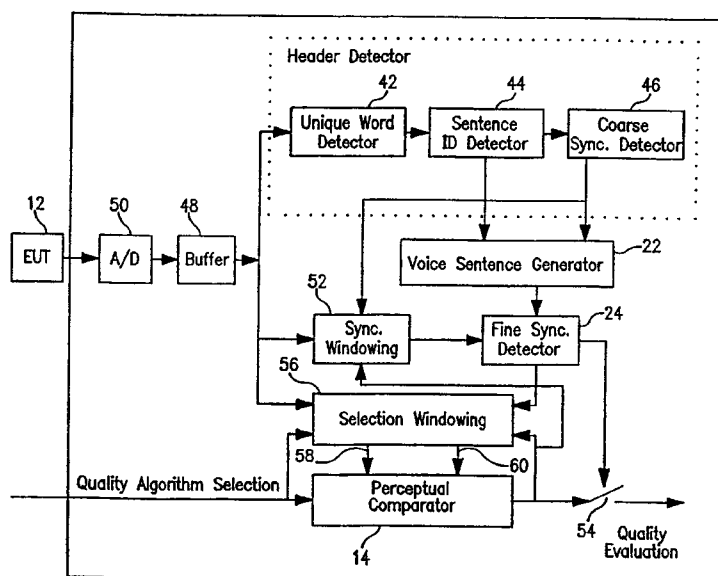 Header Detector
42
44
46
Unique Word
Detector
Sentence
ID Detector
Coarse
Sync. Detector
12
50
48
EUT
A/D
Buffer
22
Voice Sentence Generator
52
24
Sync.
Windowing
Fine Sync.
Detector
56
Selection Windowing
58
60
Quality Algorithm Selection
Perceptual
Comparator
14
54
Quality
Evaluation